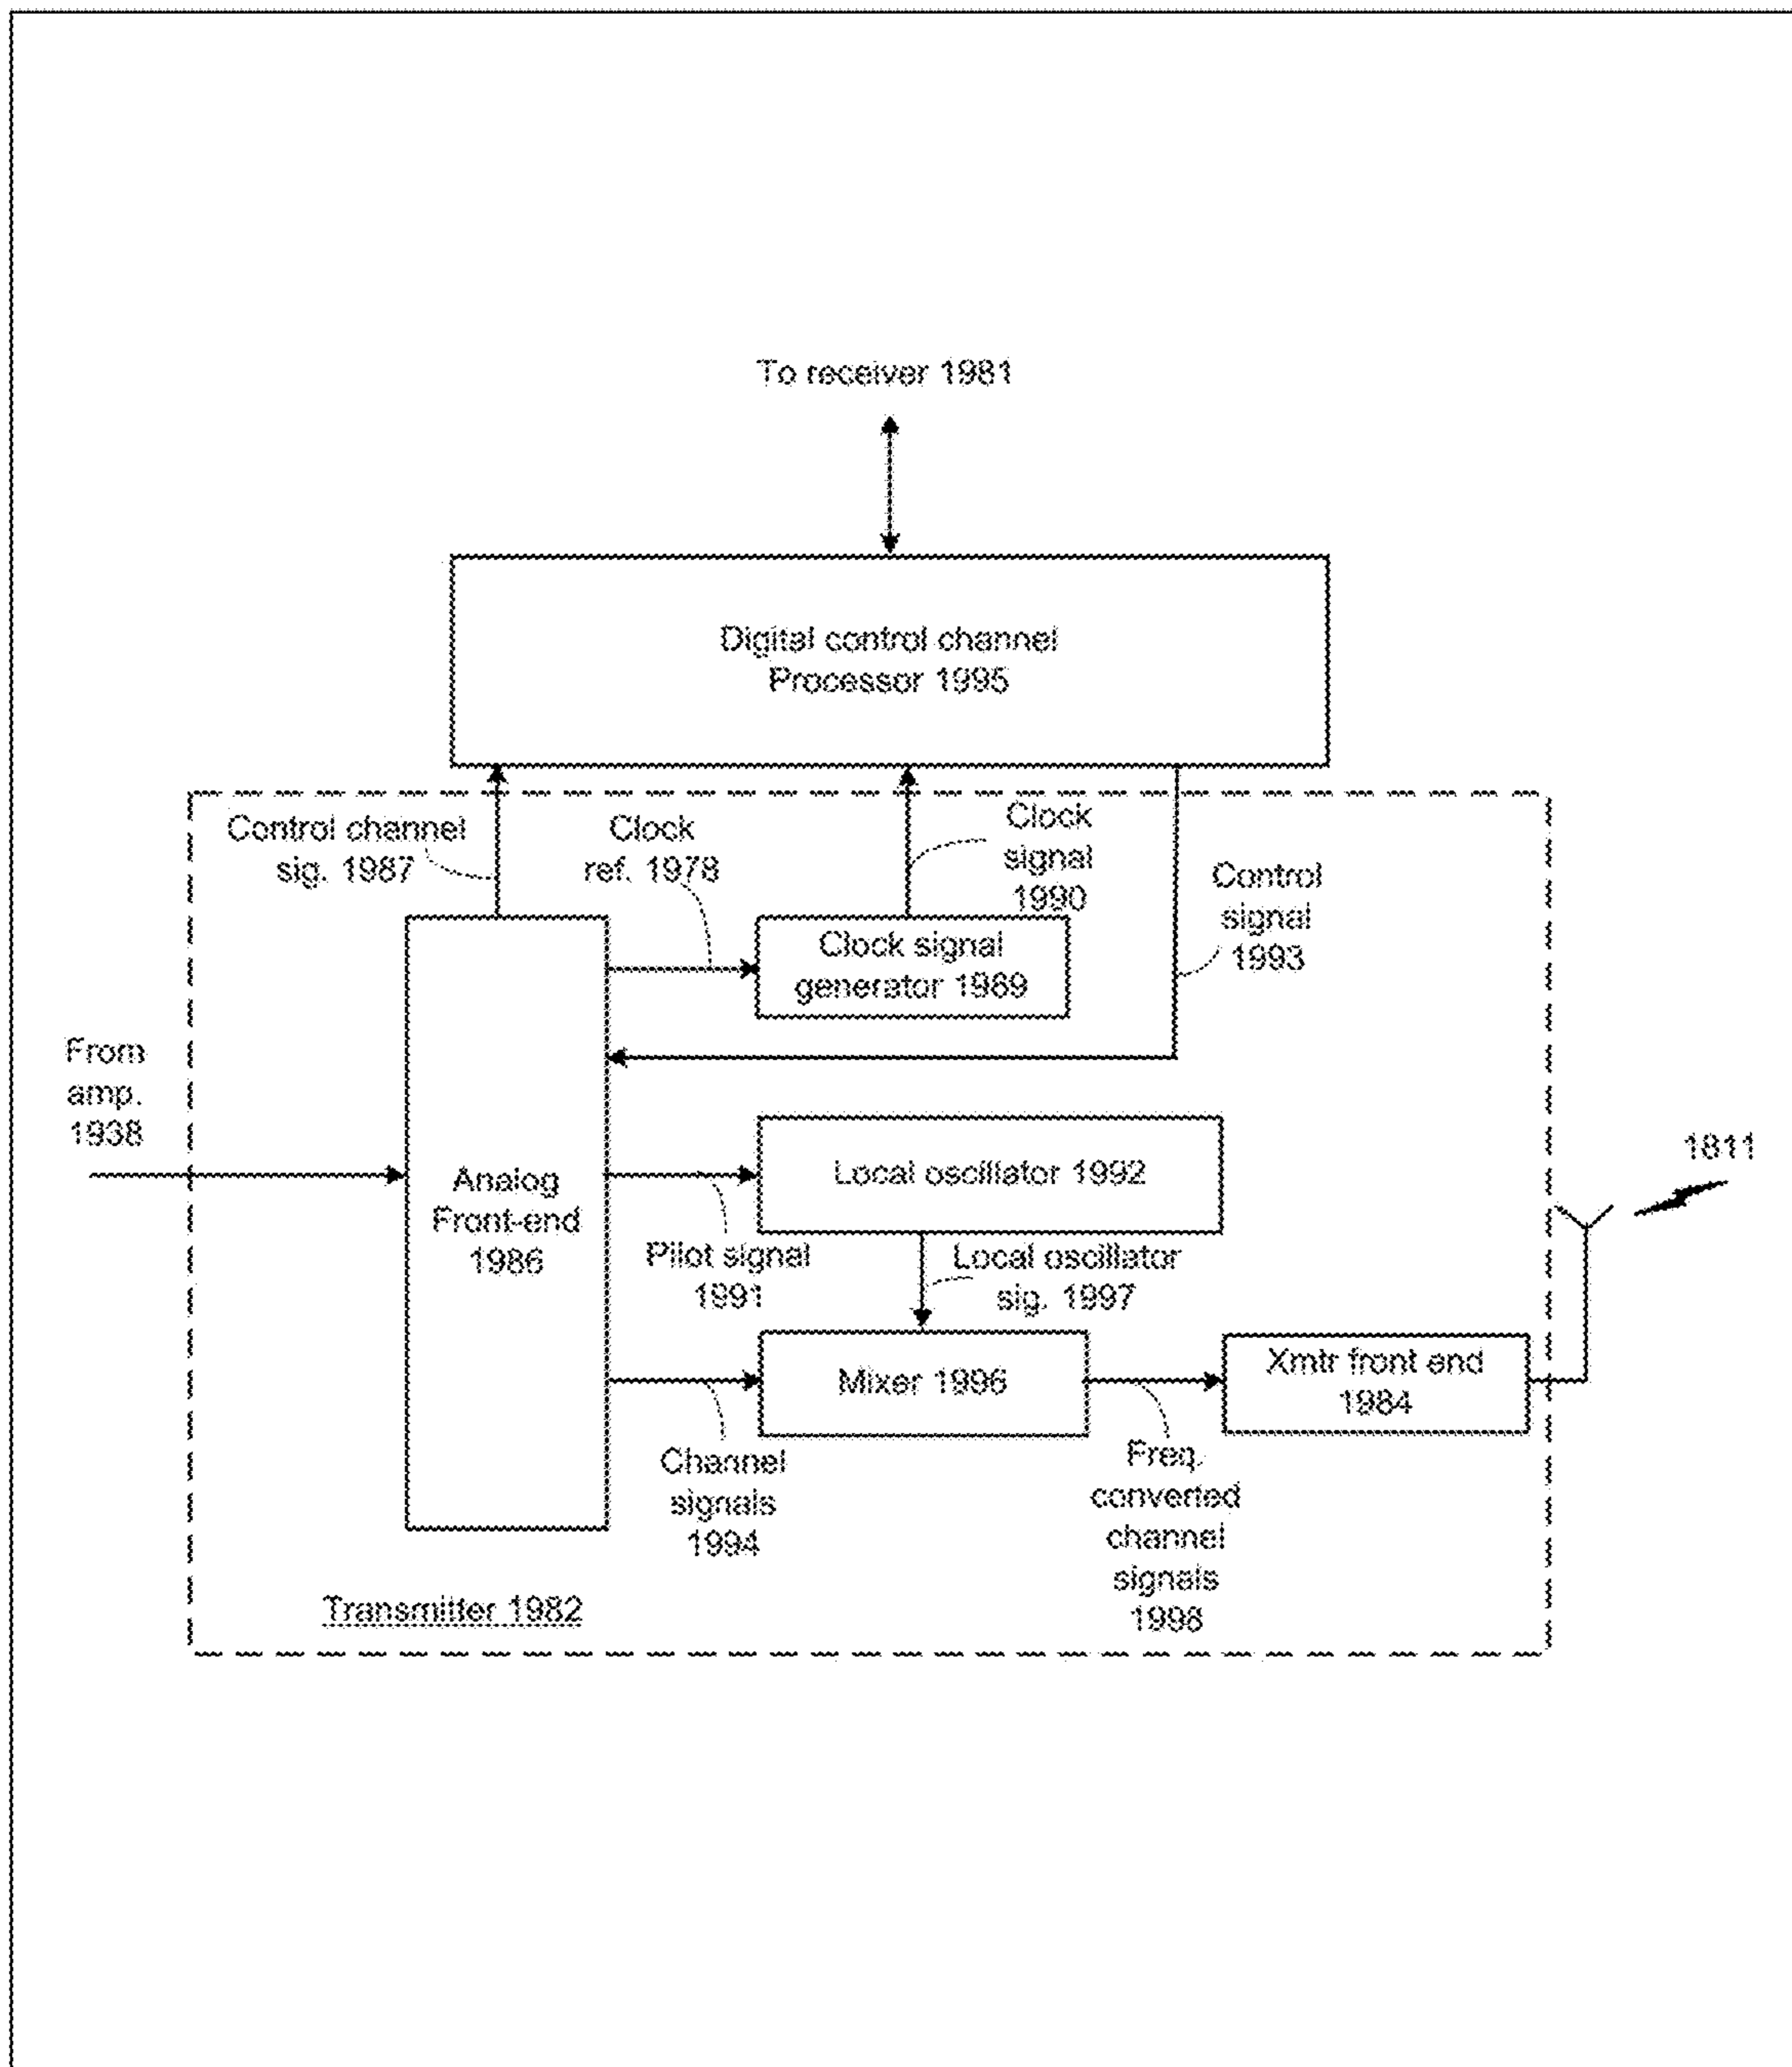 To receiver 1981
Digital control channel
Processor 1995
Control channel
sig. 1987
Clock
ref. 1978
Clock
signal
1990
Control
signal
1993
Clock signal
generator 1989
From
amp.
1938
Analog
Front-end
1986
Local oscillator 1992
1811
Pilot signal
1991
Local oscillator
sig. 1997
Mixer 1996
Xmtr front end
1984
Channel
signals
1994
Freq.
converted
channel
signals
1998
Transmitter 1982